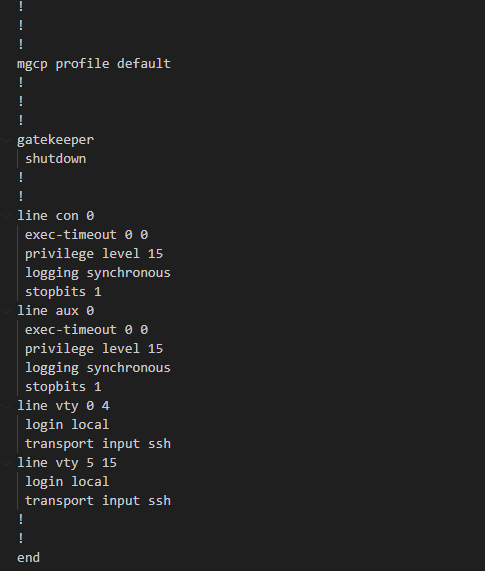 !
!
!
mgcp profile default
!
!
!
gatekeeper
 shutdown
!
!
line con 0
 exec-timeout 0 0
 privilege level 15
 logging synchronous
 stopbits 1
line aux 0
 exec-timeout 0 0
 privilege level 15
 logging synchronous
 stopbits 1
line vty 0 4
 login local
 transport input ssh
line vty 5 15
 login local
 transport input ssh
!
!
end